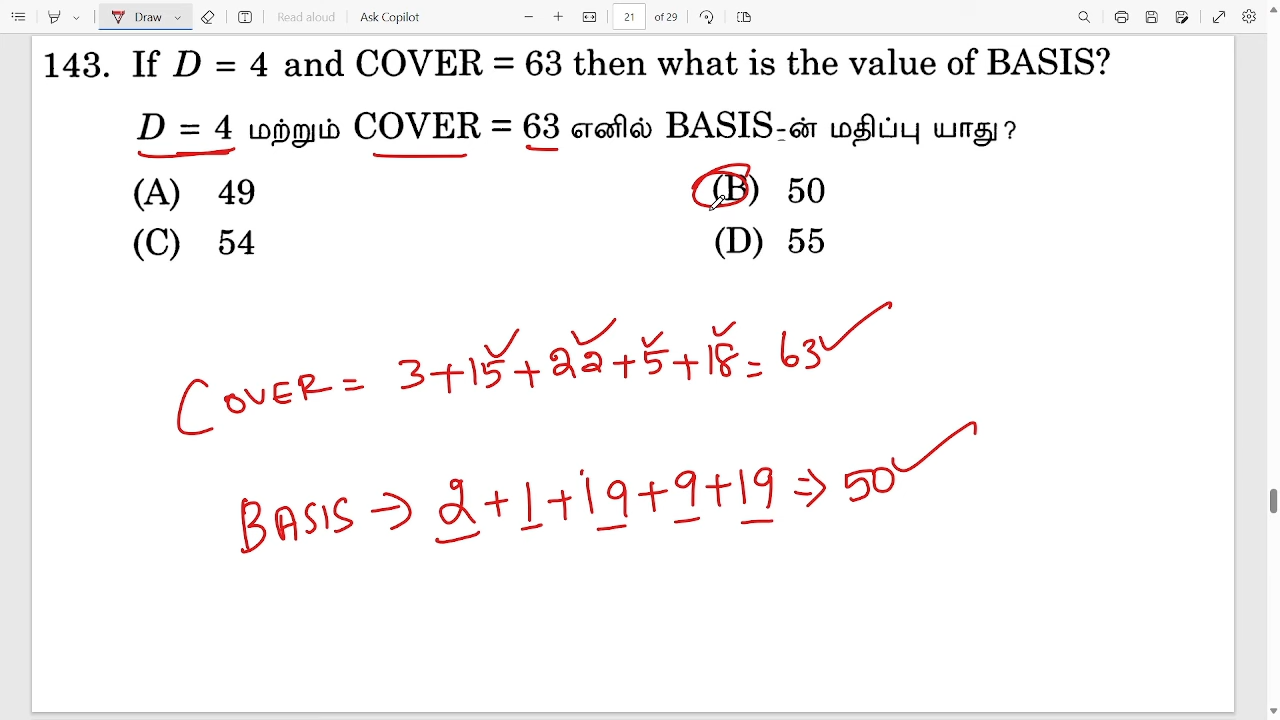 Draw Read aloud Ask Copilot 21 of 29
143. If D = 4 and COVER = 63 then what is the value of BASIS?
D = 4 மற்றும் COVER = 63 எனில் BASIS-ன் மதிப்பு யாது?
(A) 49 (B) 50
(C) 54 (D) 55
COVER = 3+15+22+5+18= 63
BASIS → 2+1+19+9+19 ⇒ 50